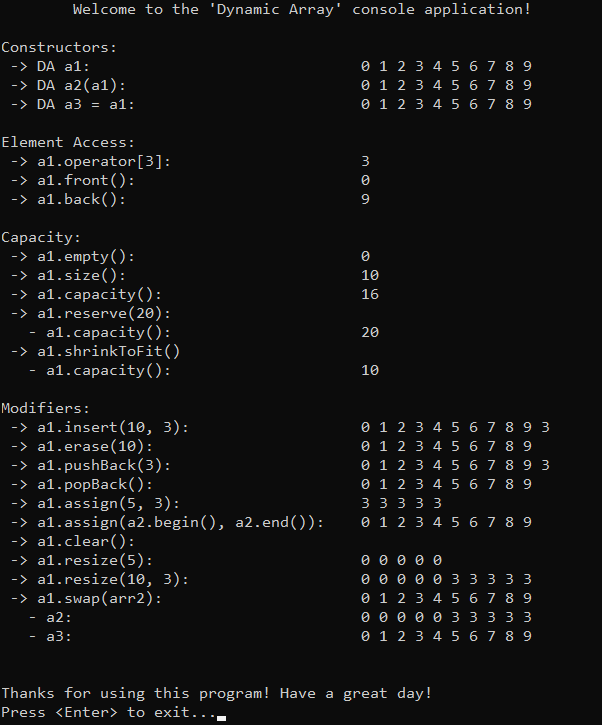 Welcome to the 'Dynamic Array' console application!
Constructors:
-> DA a1: 0 1 2 3 4 5 6 7 8 9
-> DA a2(a1): 0 1 2 3 4 5 6 7 8 9
-> DA a3 = a1: 0 1 2 3 4 5 6 7 8 9
Element Access:
-> a1.operator[3]: 3
-> a1.front(): 0
-> a1.back(): 9
Capacity:
-> a1.empty(): 0
-> a1.size(): 10
-> a1.capacity(): 16
-> a1.reserve(20):
- a1.capacity(): 20
-> a1.shrinkToFit()
- a1.capacity(): 10
Modifiers:
-> a1.insert(10, 3): 0 1 2 3 4 5 6 7 8 9 3
-> a1.erase(10): 0 1 2 3 4 5 6 7 8 9
-> a1.pushBack(3): 0 1 2 3 4 5 6 7 8 9 3
-> a1.popBack(): 0 1 2 3 4 5 6 7 8 9
-> a1.assign(5, 3): 3 3 3 3 3
-> a1.assign(a2.begin(), a2.end()): 0 1 2 3 4 5 6 7 8 9
-> a1.clear():
-> a1.resize(5): 0 0 0 0 0
-> a1.resize(10, 3): 0 0 0 0 0 3 3 3 3 3
-> a1.swap(arr2): 0 1 2 3 4 5 6 7 8 9
- a2: 0 0 0 0 0 3 3 3 3 3
- a3: 0 1 2 3 4 5 6 7 8 9
Thanks for using this program! Have a great day!
Press <Enter> to exit...